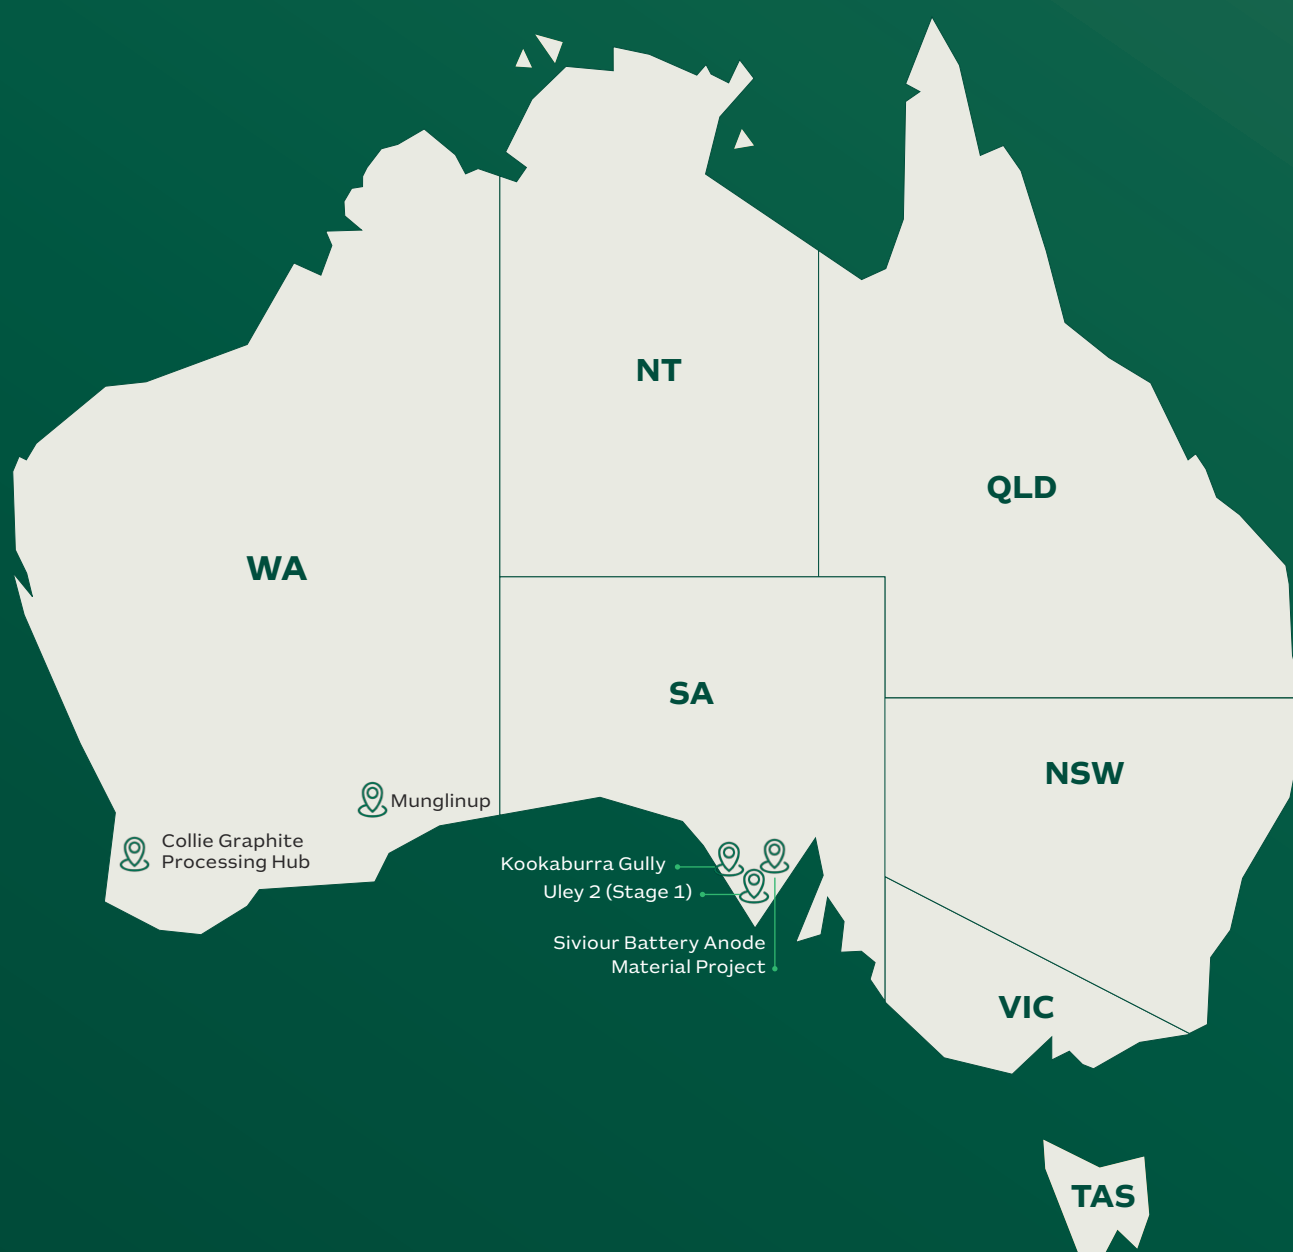 NT
QLD
WA
SA
NSW
Munglinup
Collie Graphite
Processing Hub
Kookaburra Gully
Uley 2 (Stage 1)
Siviour Battery Anode
Material Project
VIC
TAS